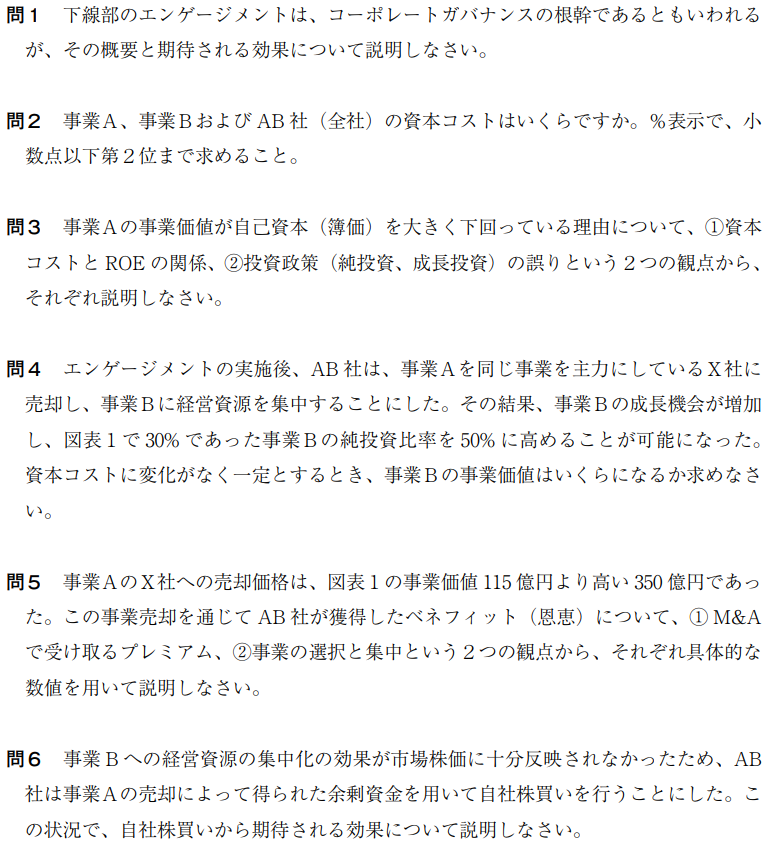 問1　下線部のエンゲージメントは、コーポレートガバナンスの根幹であるともいわれる
が、その概要と期待される効果について説明しなさい。
問2　事業A、事業BおよびAB社（全社）の資本コストはいくらですか。％表示で、小
数点以下第2位まで求めること。
問3　事業Aの事業価値が自己資本（簿価）を大きく下回っている理由について、①資本
コストとROEの関係、②投資政策（純投資、成長投資）の誤りという2つの観点から、
それぞれ説明しなさい。
問4　エンゲージメントの実施後、AB社は、事業Aを同じ事業を主力にしているX社に
売却し、事業Bに経営資源を集中することにした。その結果、事業Bの成長機会が増加
し、図表1で30％であった事業Bの純投資比率を50％に高めることが可能になった。
資本コストに変化がなく一定とするとき、事業Bの事業価値はいくらになるか求めなさ
い。
問5　事業AのX社への売却価格は、図表1の事業価値115億円より高い350億円であっ
た。この事業売却を通じてAB社が獲得したベネフィット（恩恵）について、①M&A
で受け取るプレミアム、②事業の選択と集中という2つの観点から、それぞれ具体的な
数値を用いて説明しなさい。
問6　事業Bへの経営資源の集中化の効果が市場株価に十分反映されなかったため、AB
社は事業Aの売却によって得られた余剰資金を用いて自社株買いを行うことにした。こ
の状況で、自社株買いから期待される効果について説明しなさい。